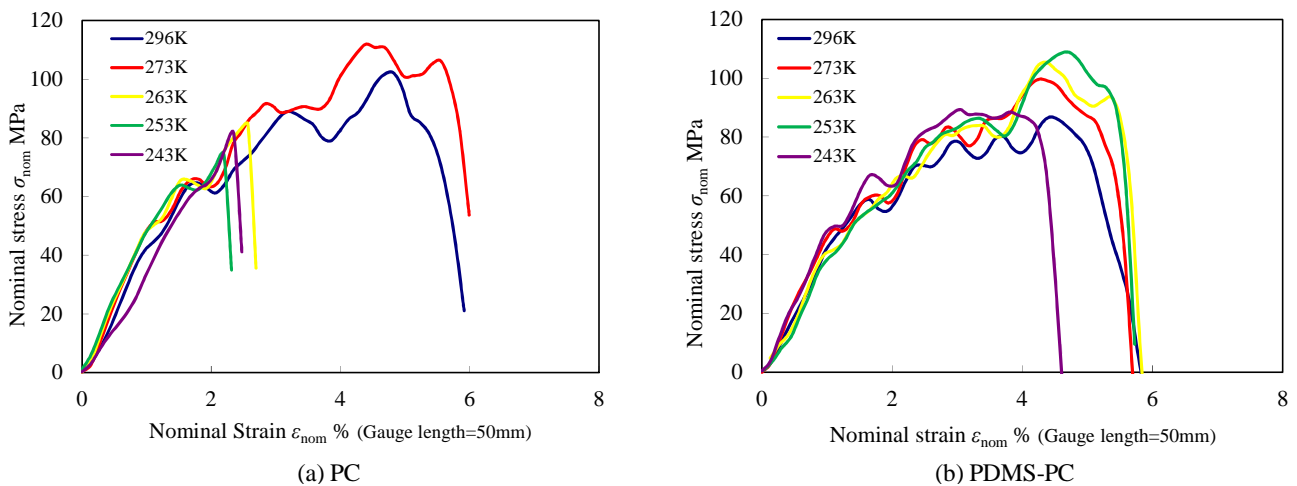 120
100
80
60
40
20
0
Nominal stress σnom MPa
296K
273K
263K
253K
243K
0 2 4 6 8
Nominal Strain εnom % (Gauge length=50mm)
(a) PC
120
100
80
60
40
20
0
Nominal stress σnom MPa
296K
273K
263K
253K
243K
0 2 4 6 8
Nominal strain εnom % (Gauge length=50mm)
(b) PDMS-PC